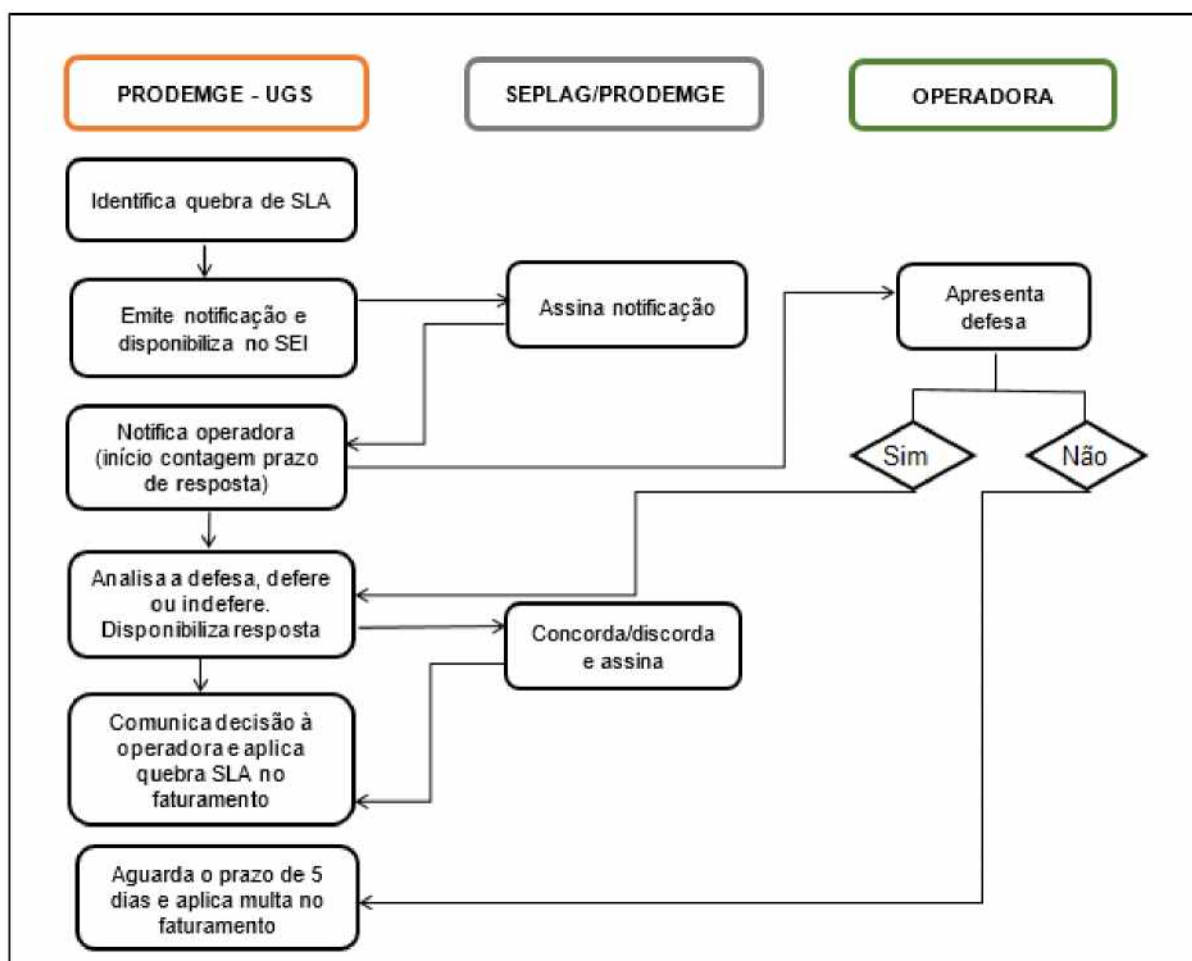 PRODEMGE - UGS
SEPLAG/PRODEMGE
OPERADORA
Identifica quebra de SLA
Emite notificação e
disponibiliza no SEI
Assina notificação
Apresenta
defesa
Notifica operadora
(início contagem prazo
de resposta)
Sim
Não
Analisa a defesa, defere
ou indefere.
Disponibiliza resposta
Concorda/discorda
e assina
Comunica decisão à
operadora e aplica
quebra SLA no
faturamento
Aguarda o prazo de 5
dias e aplica multa no
faturamento